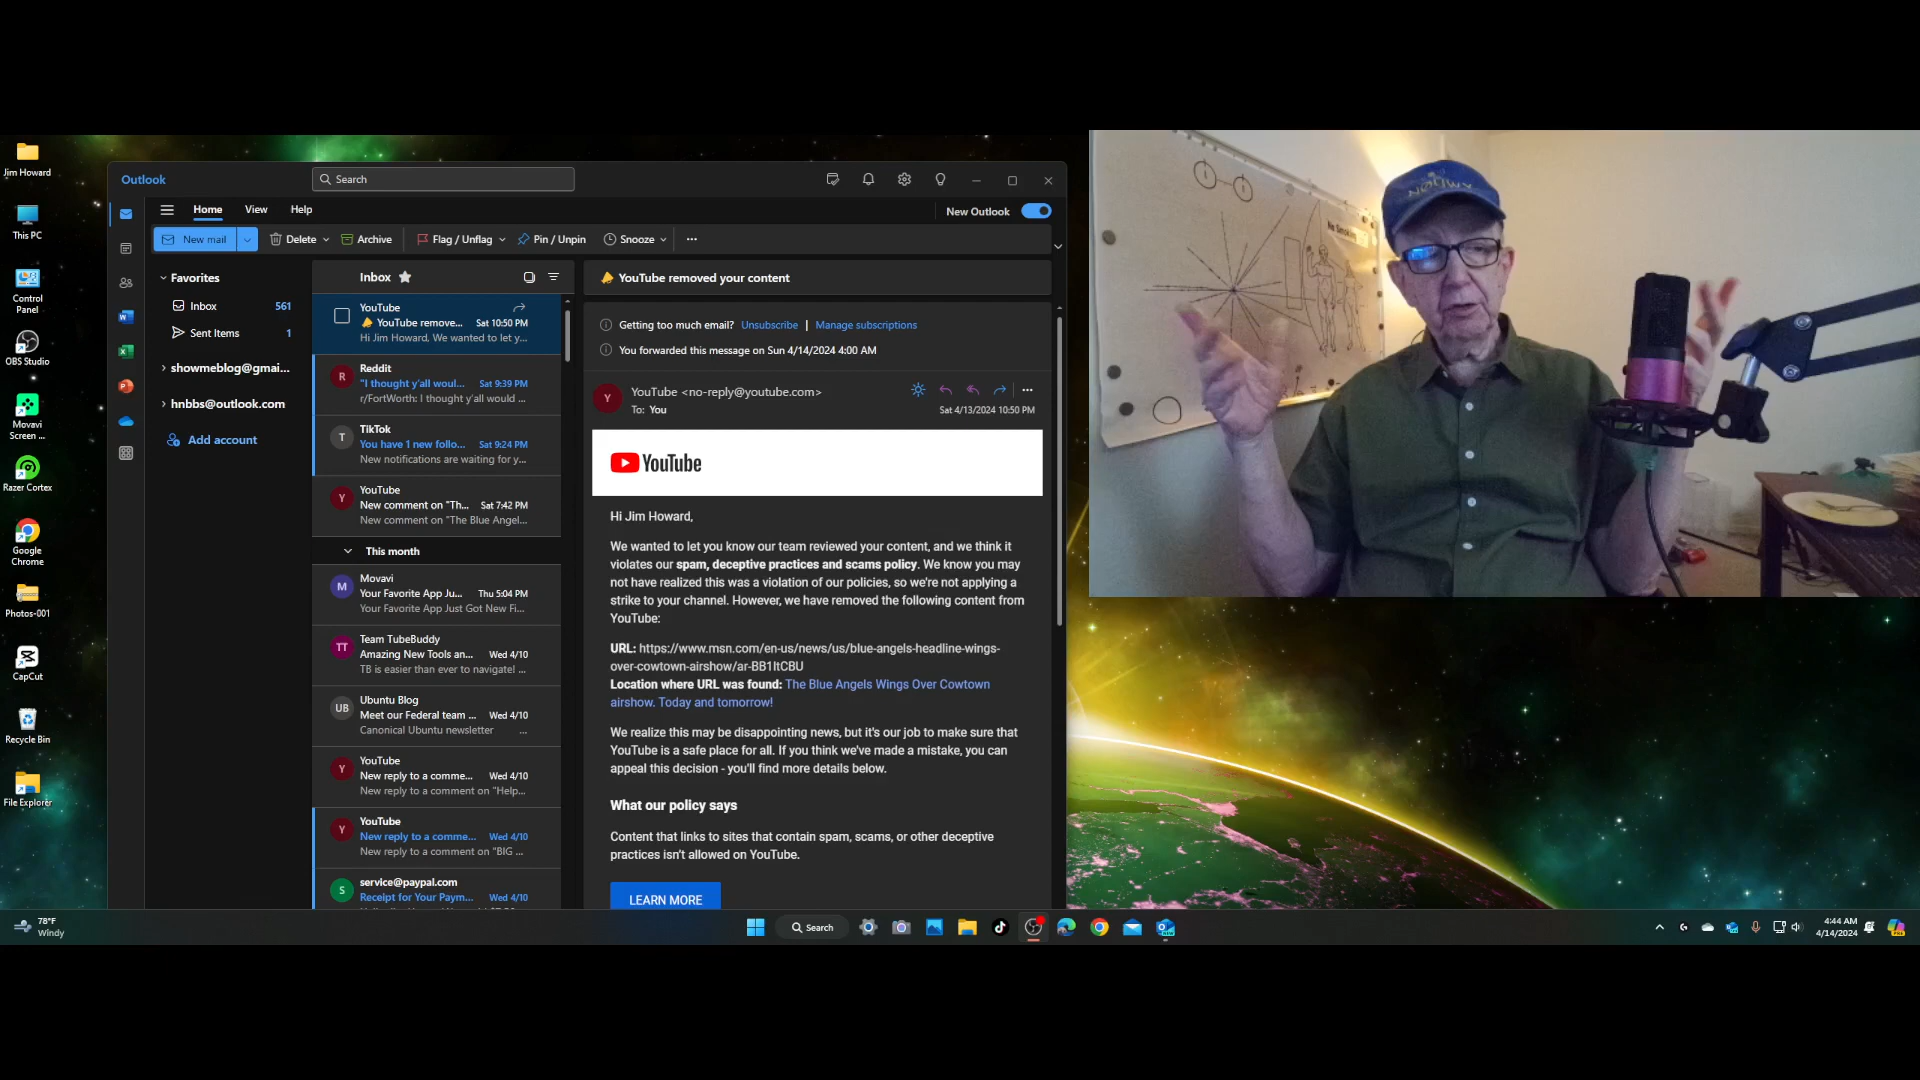 Jim Howard
This PC
Control
Panel
OBS Studio
Movavi
Screen ...
Razer Cortex
Google
Chrome
Photos-001
CapCut
Recycle Bin
File Explorer
Outlook
Search
Home View Help
New Outlook
New mail Delete Archive Flag / Unflag Pin / Unpin Snooze ...
Favorites
Inbox 561
Sent Items 1
showmeblog@gmai...
hnbbs@outlook.com
Add account
Inbox
YouTube
YouTube remove... Sat 10:50 PM
Hi Jim Howard, We wanted to let y...
R
Reddit
"I thought y'all woul... Sat 9:39 PM
r/FortWorth: I thought y'all would ...
T
TikTok
You have 1 new follo... Sat 9:24 PM
New notifications are waiting for y...
Y
YouTube
New comment on "Th... Sat 7:42 PM
New comment on "The Blue Angel...
This month
M
Movavi
Your Favorite App Ju... Thu 5:04 PM
Your Favorite App Just Got New Fi...
TT
Team TubeBuddy
Amazing New Tools an... Wed 4/10
TB is easier than ever to navigate! ...
UB
Ubuntu Blog
Meet our Federal team ... Wed 4/10
Canonical Ubuntu newsletter ...
Y
YouTube
New reply to a comme... Wed 4/10
New reply to a comment on "Help...
Y
YouTube
New reply to a comme... Wed 4/10
New reply to a comment on "BIG ...
S
service@paypal.com
Receipt for Your Paym... Wed 4/10
YouTube removed your content
Getting too much email? Unsubscribe | Manage subscriptions
You forwarded this message on Sun 4/14/2024 4:00 AM
Y
YouTube <no-reply@youtube.com>
To: You
Sat 4/13/2024 10:50 PM
YouTube
Hi Jim Howard,
We wanted to let you know our team reviewed your content, and we think it
violates our spam, deceptive practices and scams policy. We know you may
not have realized this was a violation of our policies, so we're not applying a
strike to your channel. However, we have removed the following content from
YouTube:
URL: https://www.msn.com/en-us/news/us/blue-angels-headline-wings-
over-cowtown-airshow/ar-BB1ltCBU
Location where URL was found: The Blue Angels Wings Over Cowtown
airshow. Today and tomorrow!
We realize this may be disappointing news, but it's our job to make sure that
YouTube is a safe place for all. If you think we've made a mistake, you can
appeal this decision - you'll find more details below.
What our policy says
Content that links to sites that contain spam, scams, or other deceptive
practices isn't allowed on YouTube.
LEARN MORE
No Smoking
78°F
Windy
Search
4:44 AM
4/14/2024